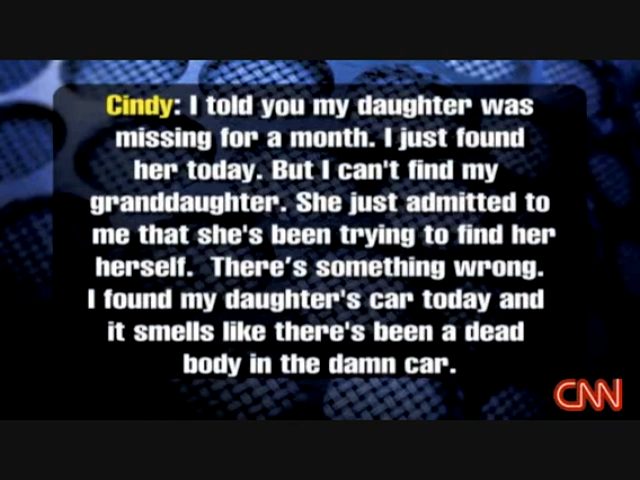 Cindy: I told you my daughter was
missing for a month. I just found
her today. But I can't find my
granddaughter. She just admitted to
me that she's been trying to find her
herself.  There's something wrong.
I found my daughter's car today and
it smells like there's been a dead
body in the damn car.
CNN